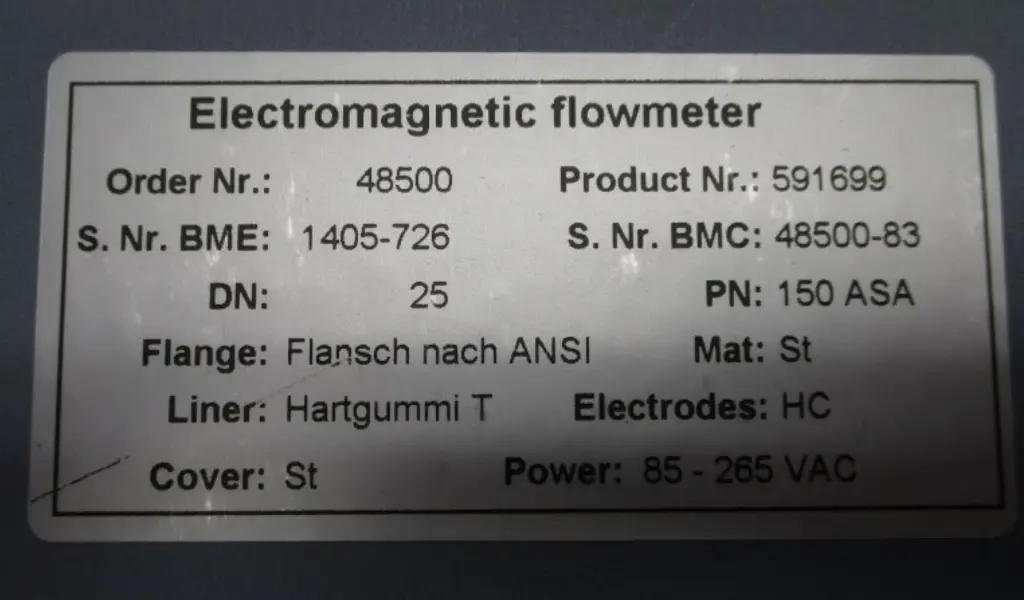 Electromagnetic flowmeter
Order Nr.: 48500 Product Nr.: 591699
S. Nr. BME: 1405-726 S. Nr. BMC: 48500-83
DN: 25 PN: 150 ASA
Flange: Flansch nach ANSI Mat: St
Liner: Hartgummi T Electrodes: HC
Cover: St Power: 85 - 265 VAC